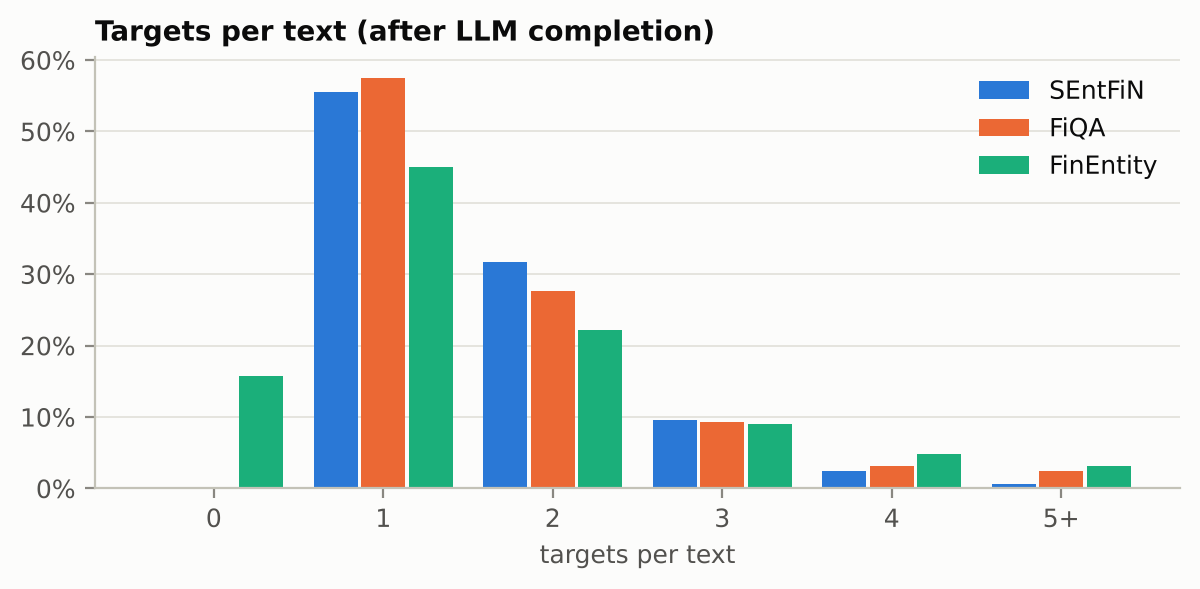 Targets per text (after LLM completion)
60%
50%
40%
30%
20%
10%
0%
SEntFiN
FiQA
FinEntity
0 1 2 3 4 5+
targets per text